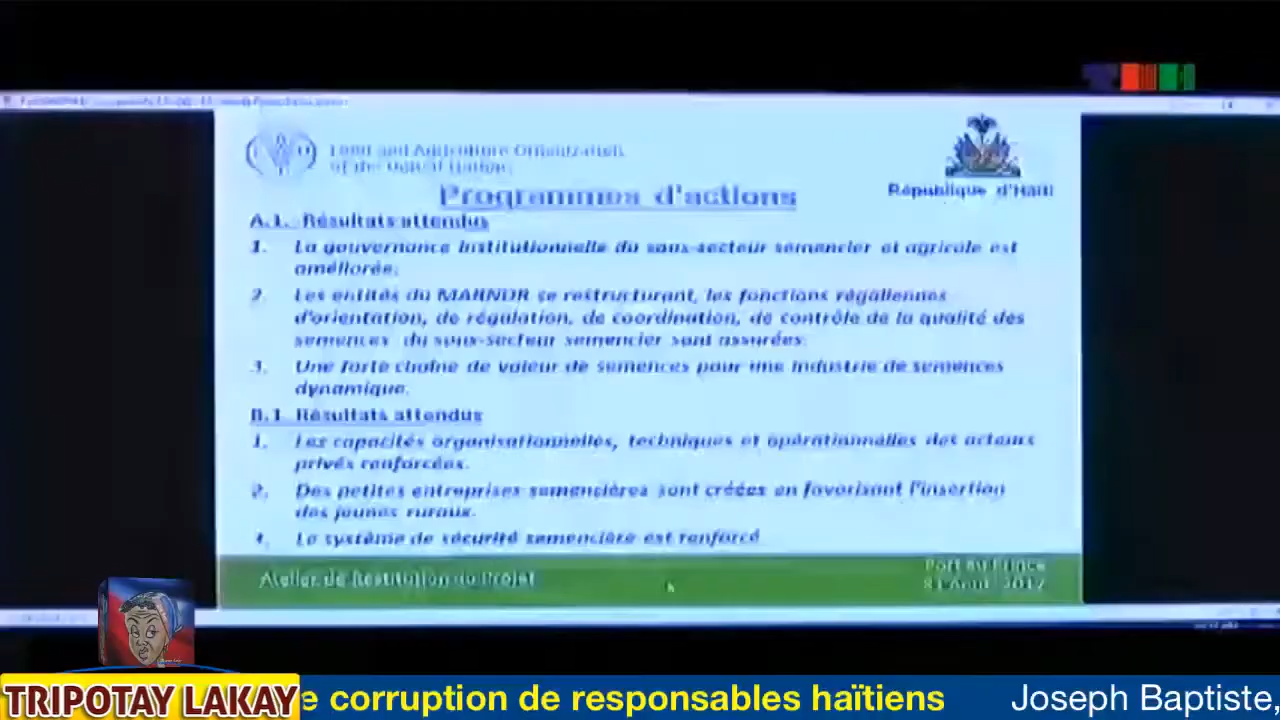 Food and Agriculture Organization
of the United Nations
République d'Haïti
Programmes d'actions
A.1. Résultats attendus
1. La gouvernance institutionnelle du sous-secteur semencier et agricole est
améliorée.
2. Les entités du MARNDR se restructurant, les fonctions régaliennes
d'orientation, de régulation, de coordination, de contrôle de la qualité des
semences du sous-secteur semencier sont assurées.
3. Une forte chaîne de valeur de semences pour une industrie de semences
dynamique.
B.1. Résultats attendus
1. Les capacités organisationnelles, techniques et opérationnelles des acteurs
privés renforcées.
2. Des petites entreprises semencières sont créées en favorisant l'insertion
des jeunes ruraux.
Le système de sécurité semencière est renforcé
Atelier de Restitution du Projet
Port au Prince
Août 2017
TRIPOTAY LAKAY
e corruption de responsables haïtiens
Joseph Baptiste,